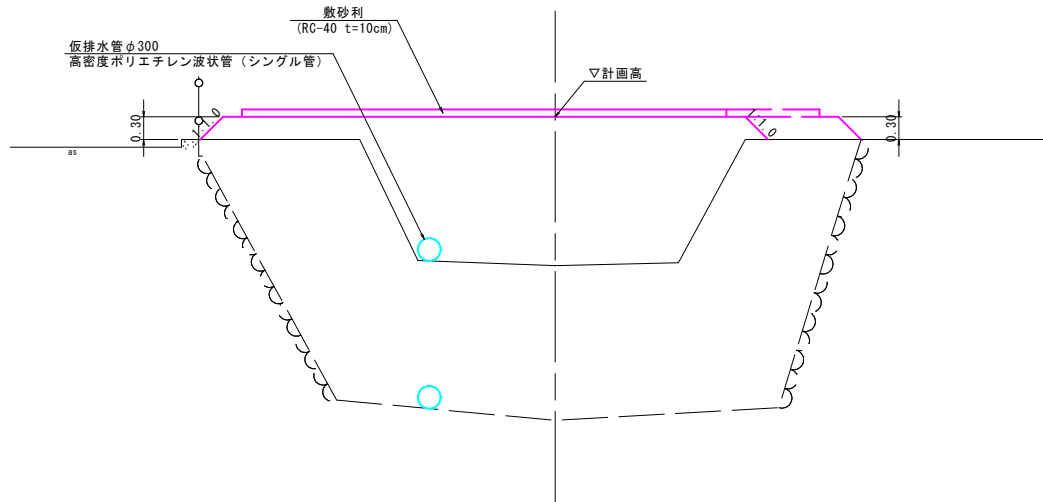 敷砂利
(RC-40 t=10cm)
仮排水管φ300
高密度ポリエチレン波状管（シングル管）
▽計画高
0.30
1:1.0
1:1.0
0.30
as